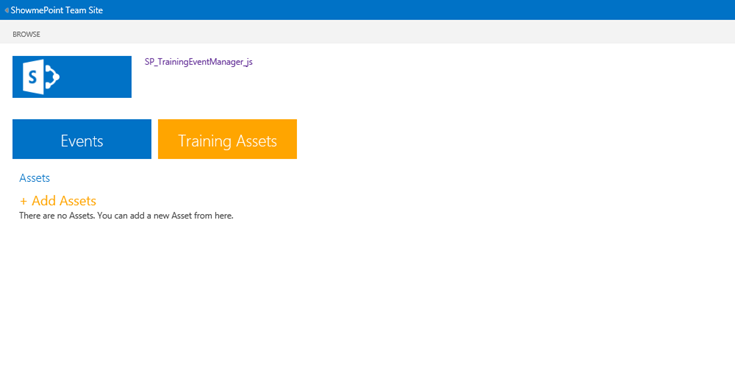 ShowmePoint Team Site
BROWSE
S
SP_TrainingEventManager_js
Events
Training Assets
Assets
+ Add Assets
There are no Assets. You can add a new Asset from here.